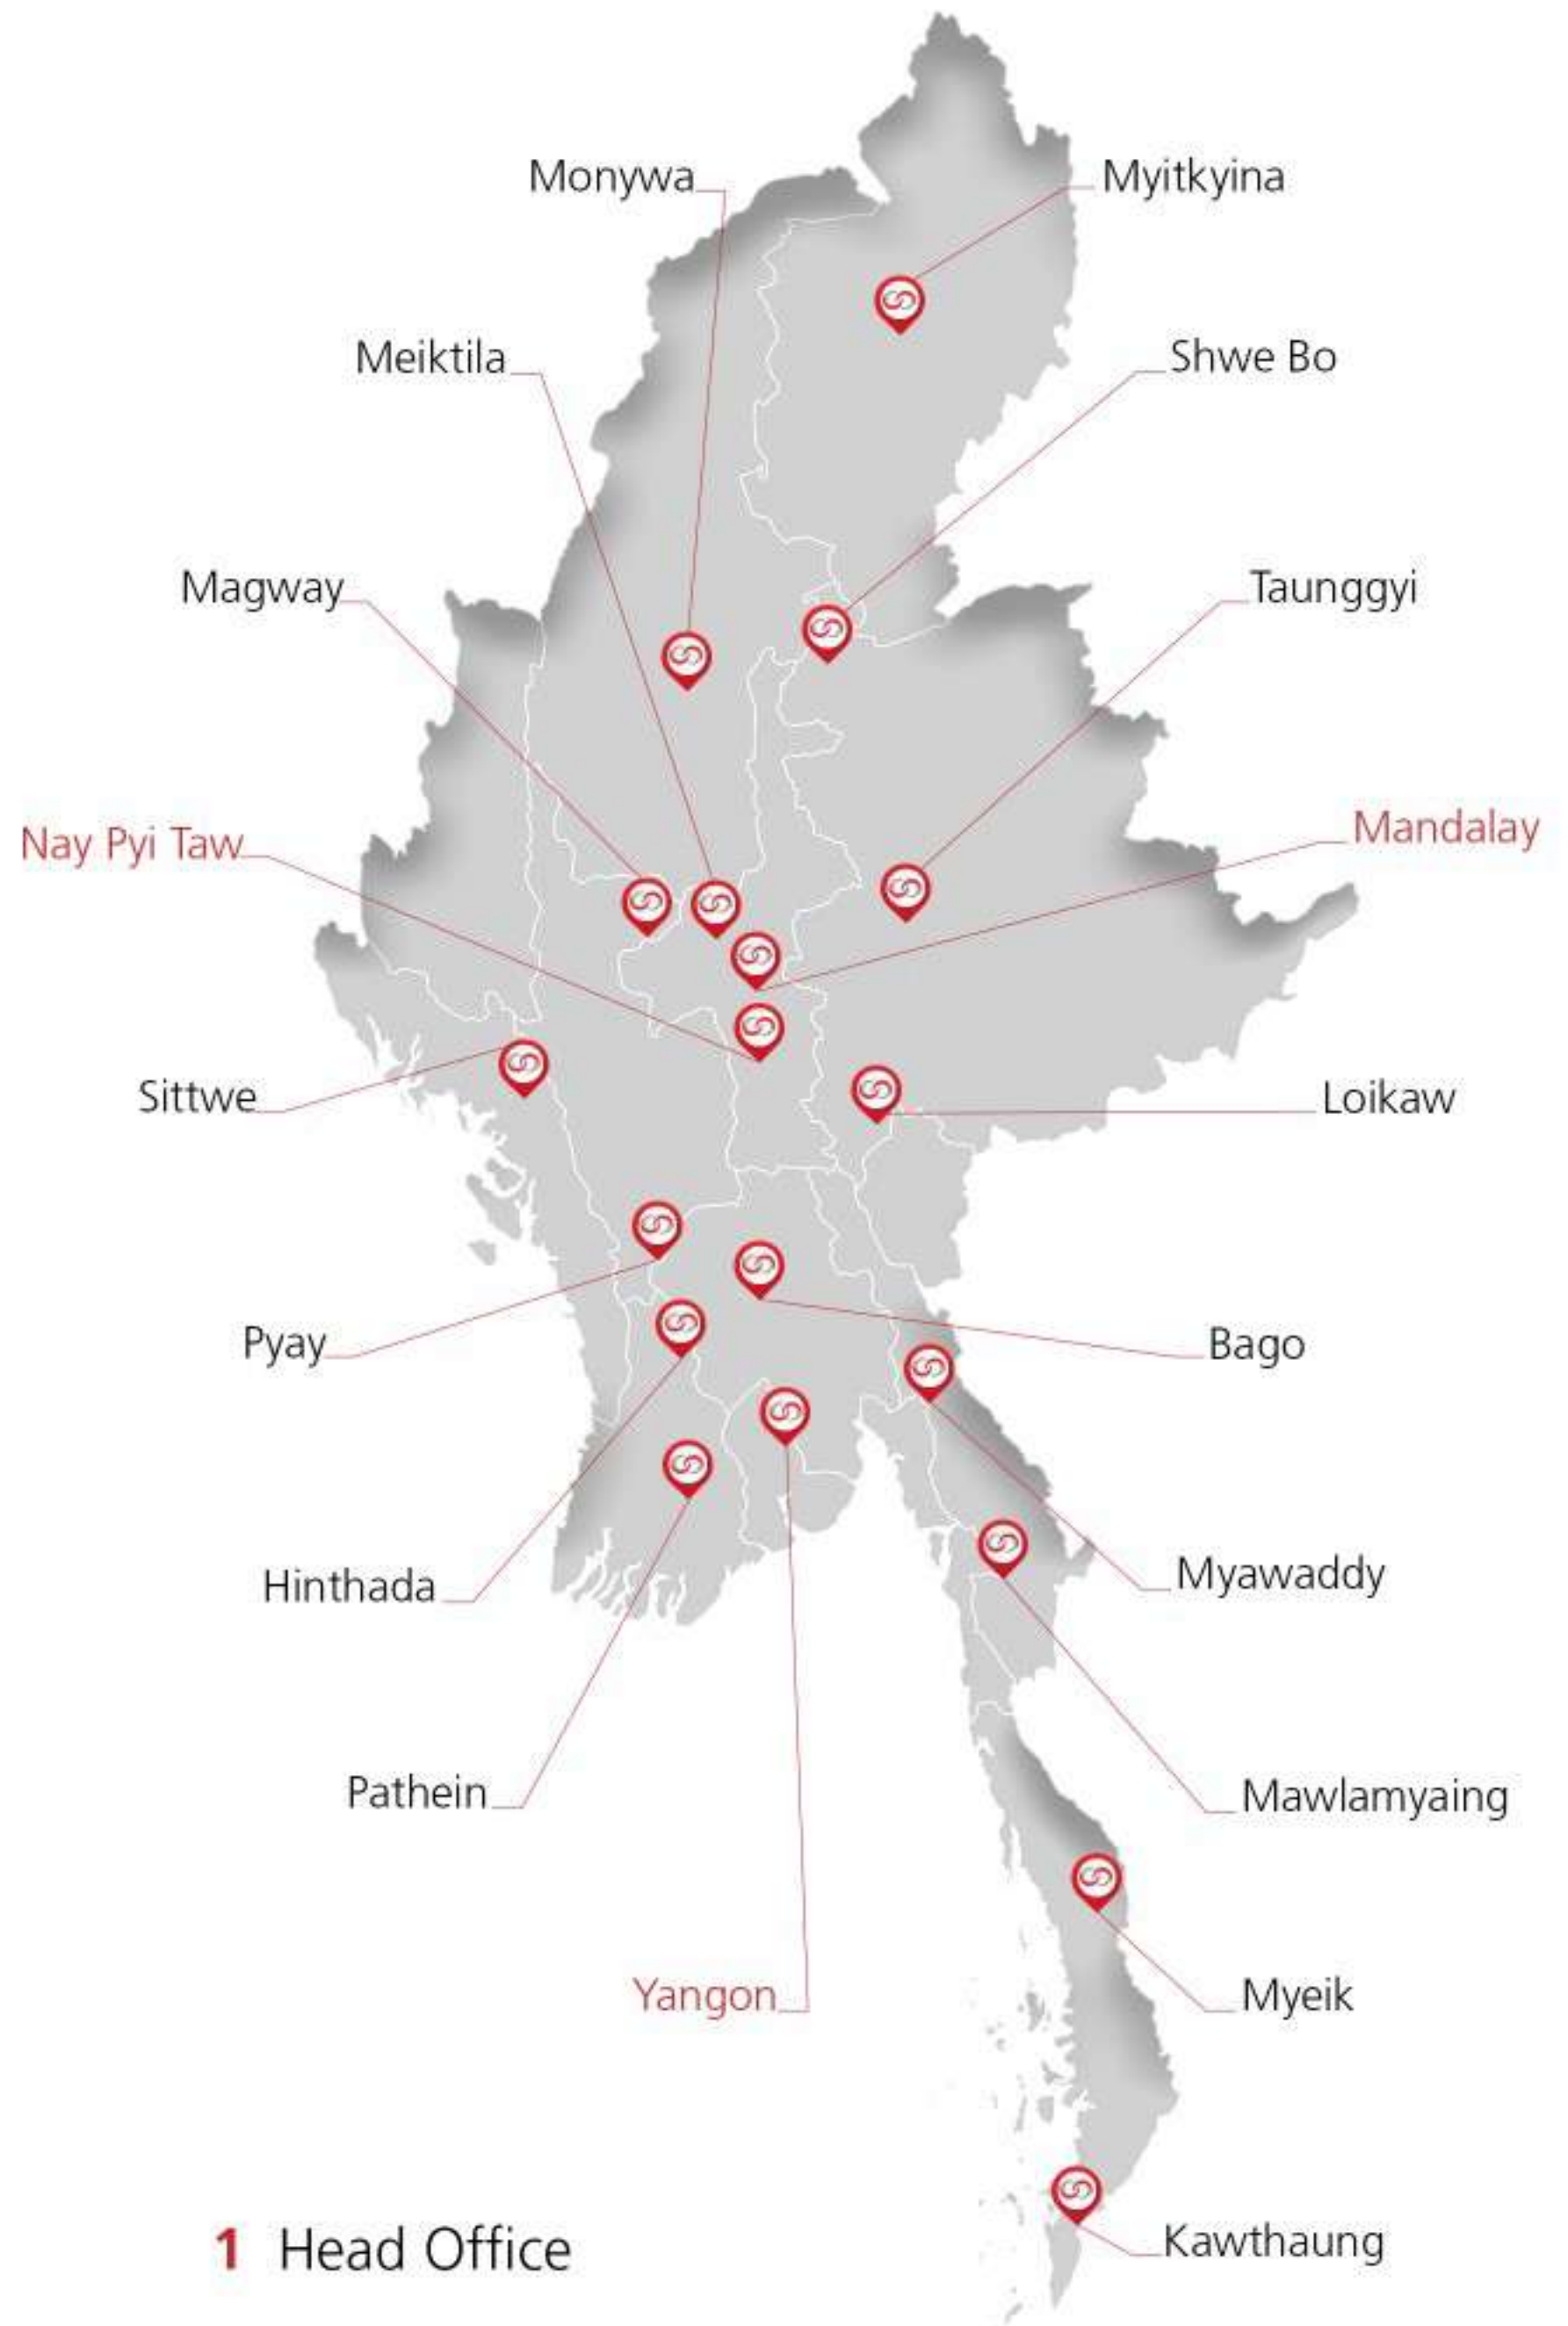 Monywa
Myitkyina
Meiktila
Shwe Bo
Magway
Taunggyi
Nay Pyi Taw
Mandalay
Sittwe
Loikaw
Pyay
Bago
Hinthada
Myawaddy
Pathein
Mawlamyaing
Yangon
Myeik
Kawthaung
1 Head Office